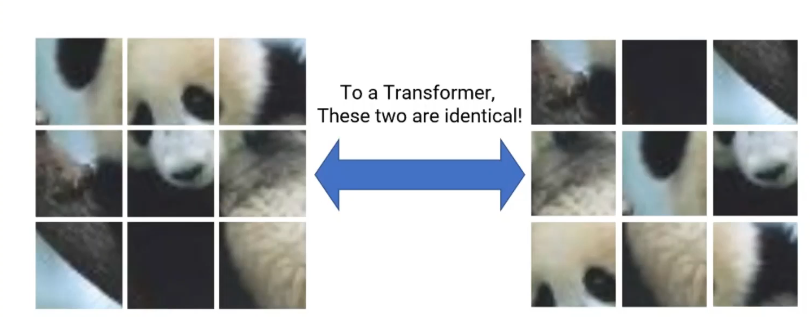 To a Transformer,
These two are identical!